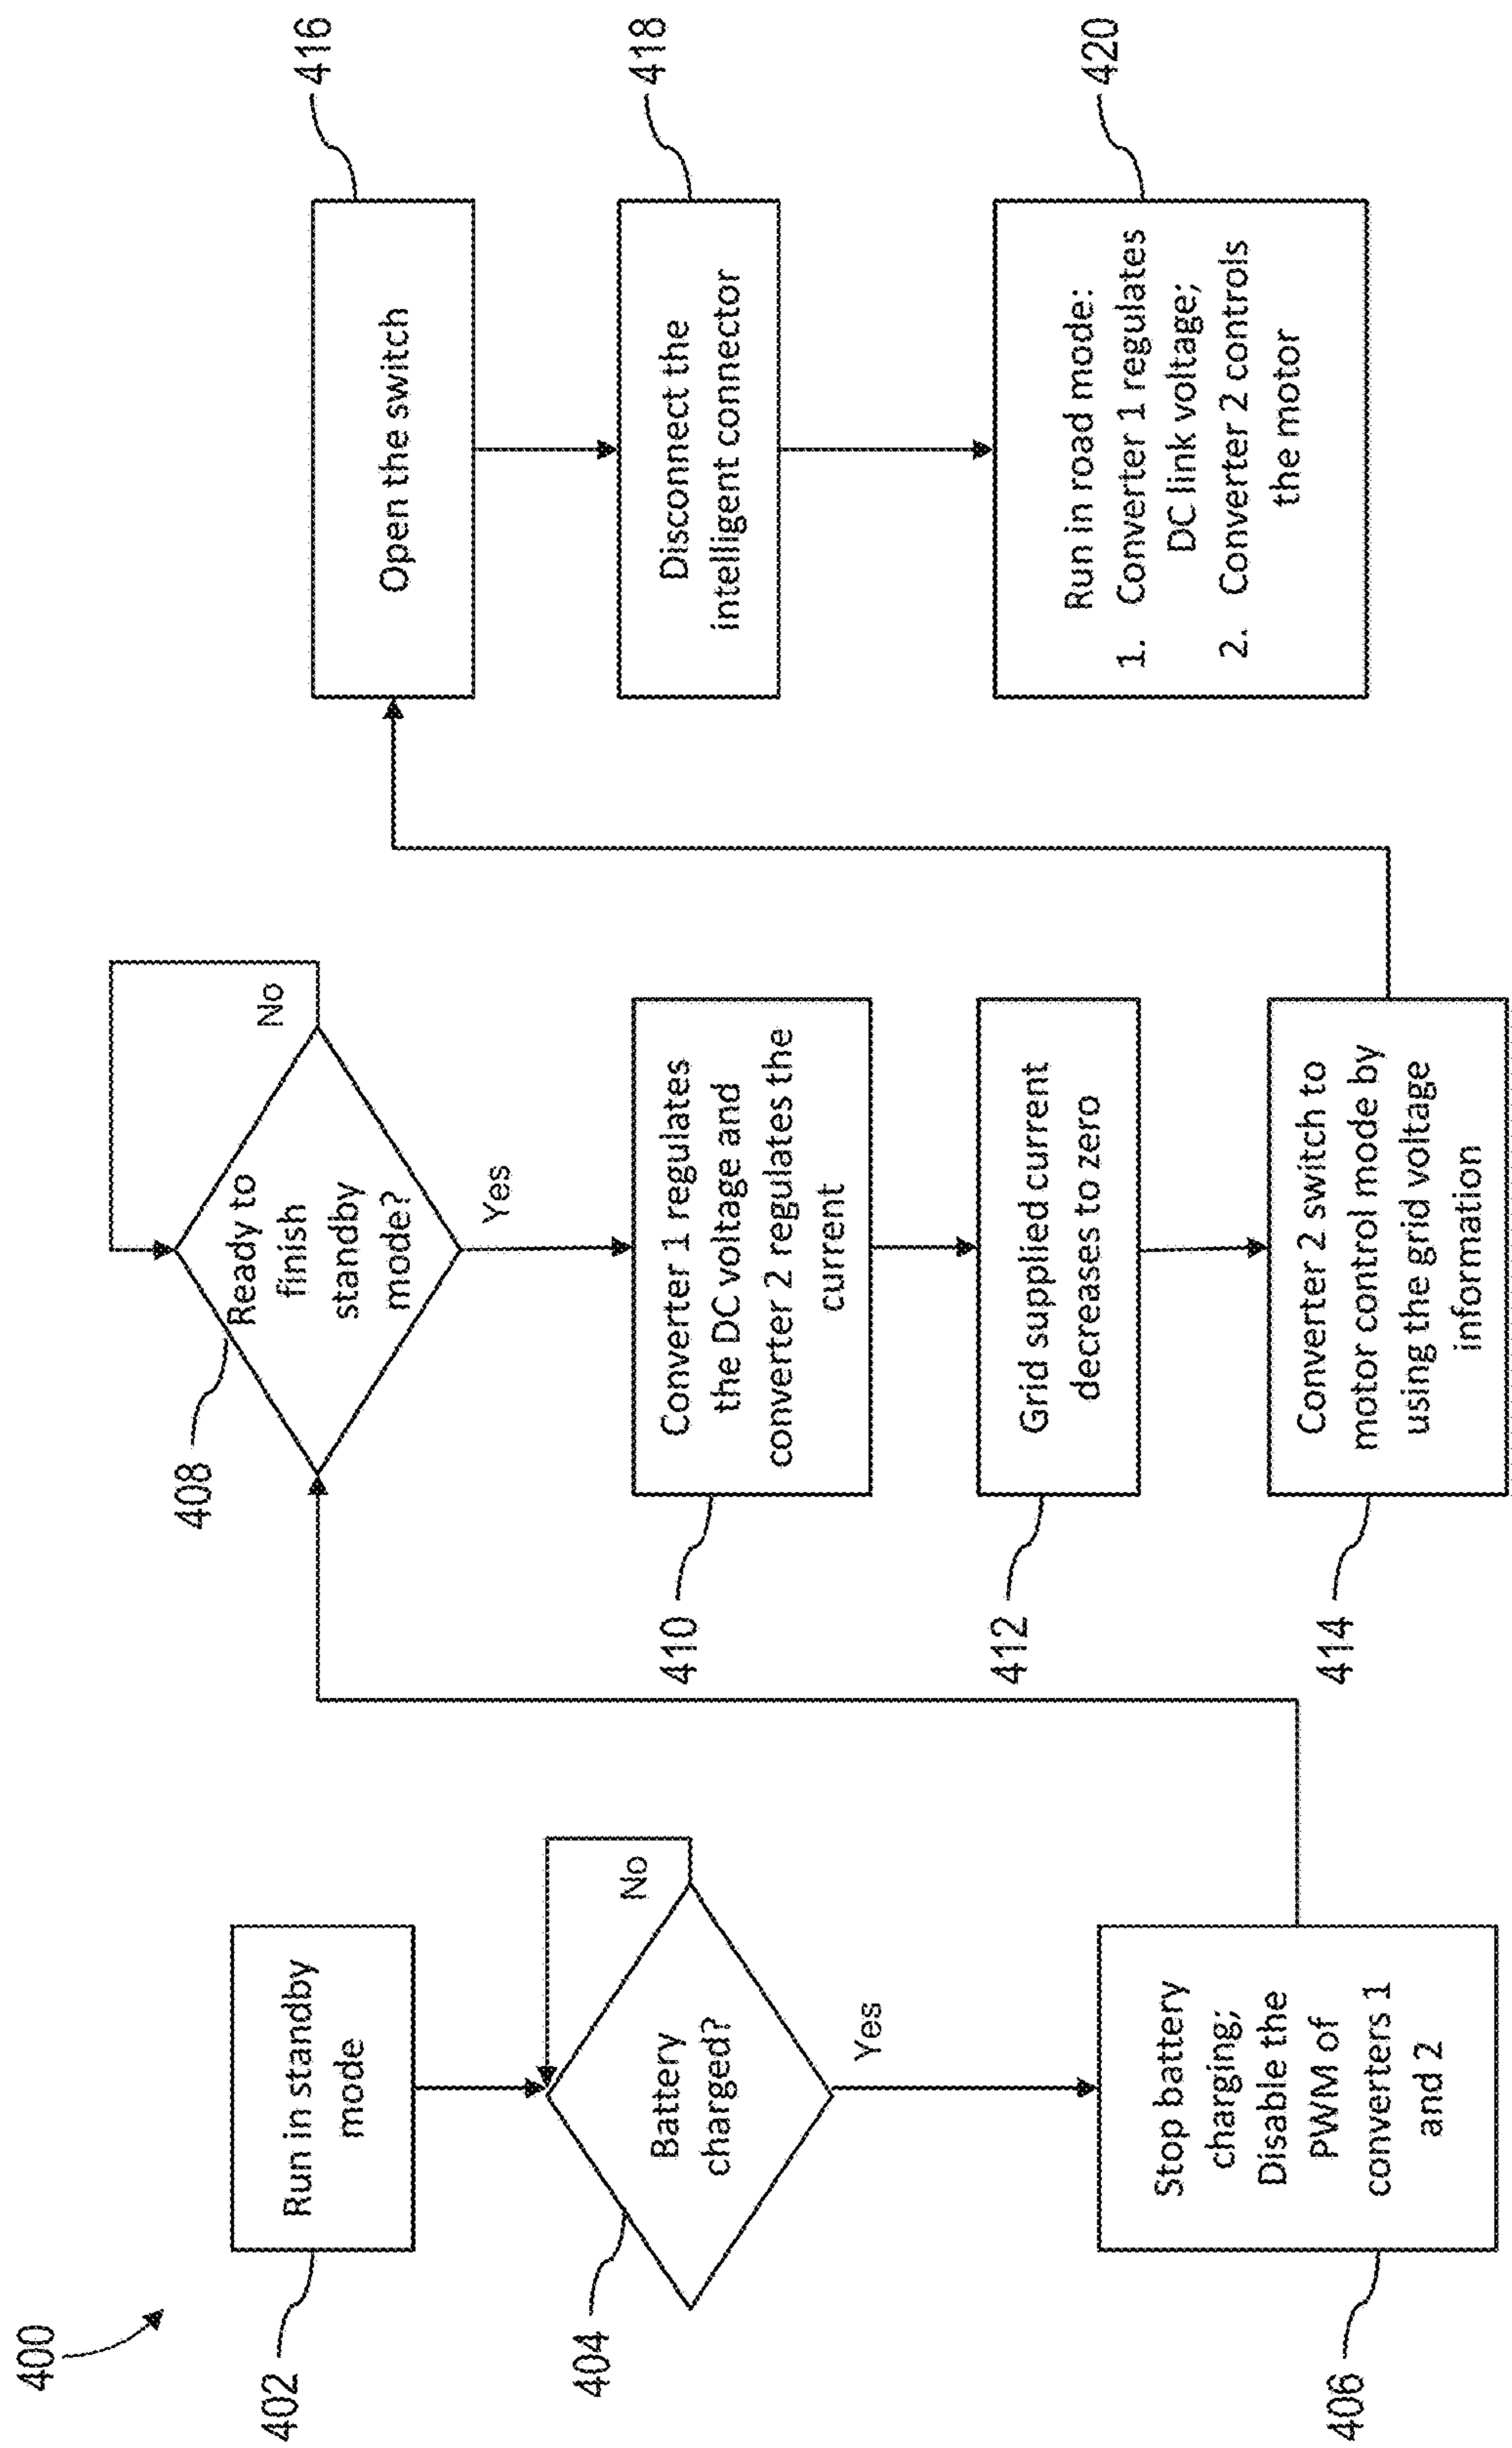 400
402
Run in standby
mode
404
Battery
charged?
No
Yes
406
Stop battery
charging;
Disable the
PWM of
converters 1
and 2
408
Ready to
finish
standby
mode?
No
Yes
410
Converter 1 regulates
the DC voltage and
converter 2 regulates the
current
412
Grid supplied current
decreases to zero
414
Converter 2 switch to
motor control mode by
using the grid voltage
information
416
Open the switch
418
Disconnect the
intelligent connector
420
Run in road mode:
1. Converter 1 regulates
DC link voltage;
2. Converter 2 controls
the motor